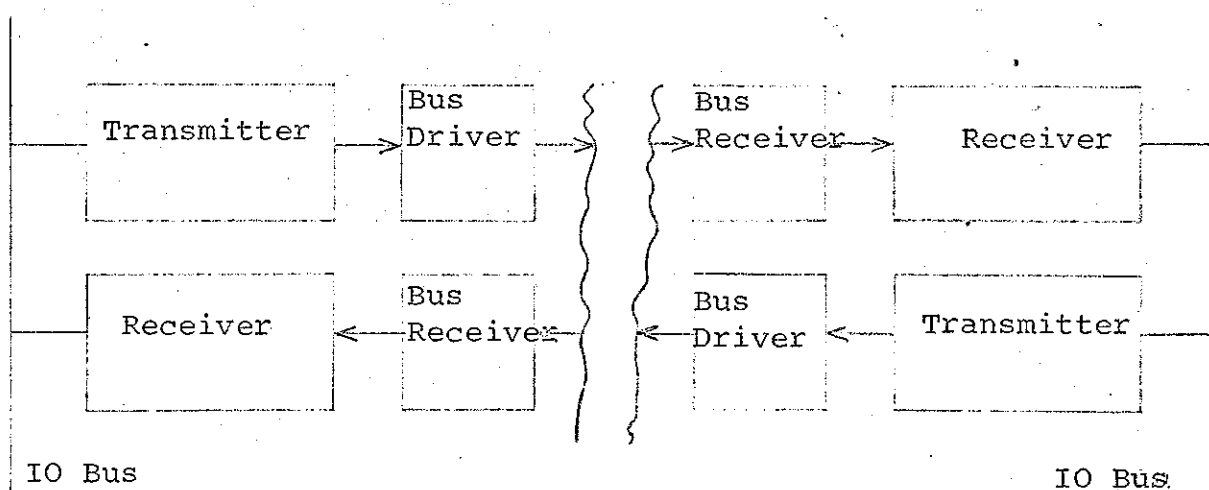 Transmitter
Bus
Driver
Bus
Receiver
Receiver
Receiver
Bus
Receiver
Bus
Driver
Transmitter
IO Bus
IO Bus